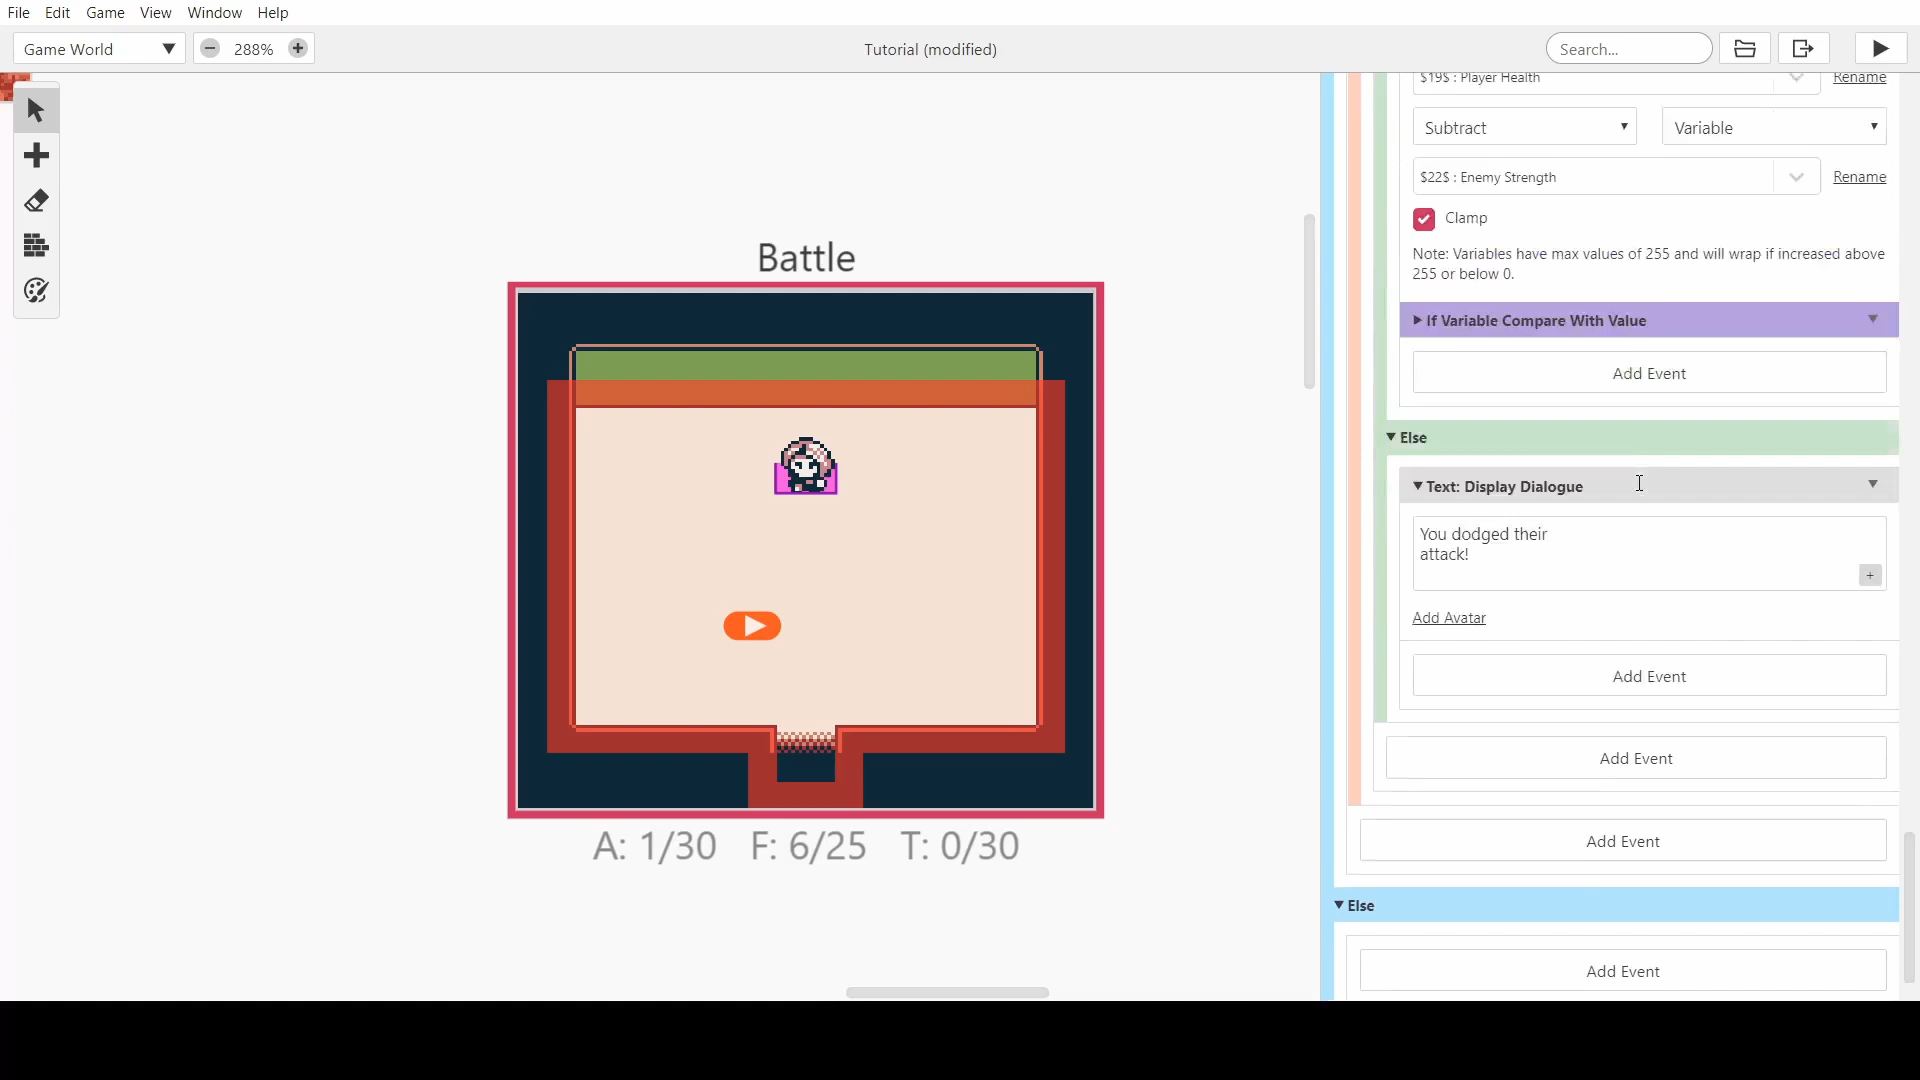 File Edit Game View Window Help
Game World 288% Tutorial (modified) Search...
$19$ : Player Health Rename
Subtract Variable
$22$ : Enemy Strength Rename
Clamp
Note: Variables have max values of 255 and will wrap if increased above
255 or below 0.
If Variable Compare With Value
Add Event
Else
Text: Display Dialogue
You dodged their
attack!
Add Avatar
Add Event
Add Event
Add Event
Else
Add Event
Battle
A: 1/30 F: 6/25 T: 0/30